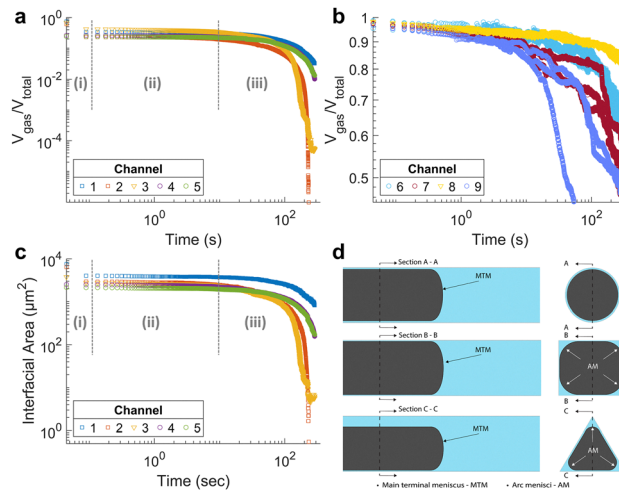 a
V_gas/V_total
10^0
10^-2
10^-4
(i)
(ii)
(iii)
Channel
1 2 3 4 5
10^0
10^2
Time (s)
b
V_gas/V_total
1
0.9
0.8
0.7
0.6
0.5
Channel
6 7 8 9
10^0
10^2
Time (s)
c
Interfacial Area (μm^2)
10^4
10^2
10^0
(i)
(ii)
(iii)
Channel
1 2 3 4 5
10^0
10^2
Time (sec)
d
Section A - A
MTM
A
A
Section B - B
MTM
B
AM
B
Section C - C
MTM
C
AM
C
• Main terminal meniscus - MTM
• Arc menisci - AM